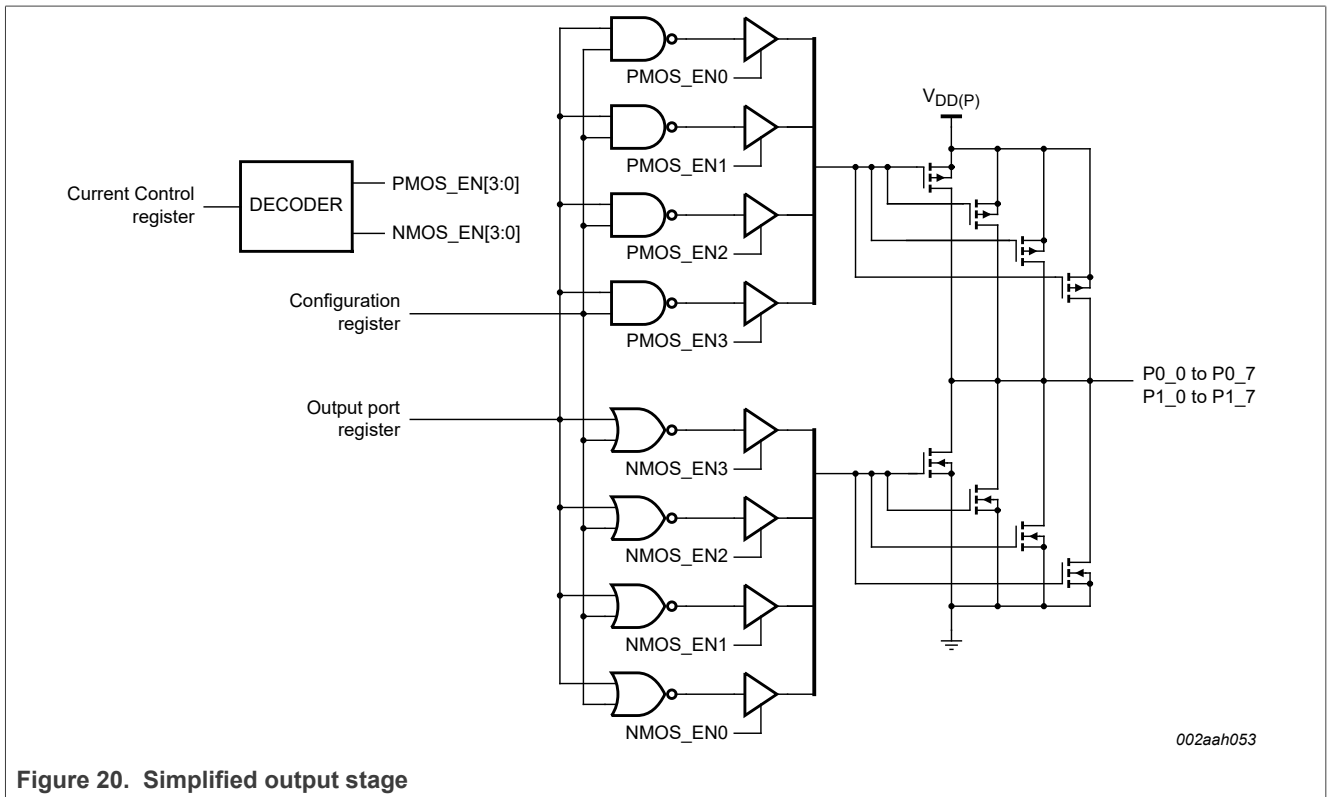 PMOS_EN0
VDD(P)
PMOS_EN1
PMOS_EN[3:0]
Current Control
register
DECODER
NMOS_EN[3:0]
PMOS_EN2
Configuration
register
PMOS_EN3
P0_0 to P0_7
P1_0 to P1_7
Output port
register
NMOS_EN3
NMOS_EN2
NMOS_EN1
NMOS_EN0
002aah053
Figure 20. Simplified output stage